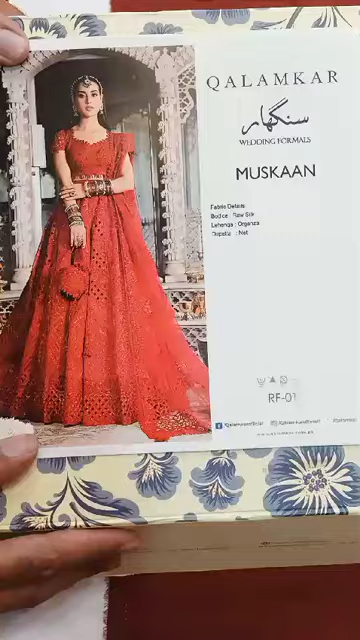 QALAMKAR
سنگھار
WEDDING FORMALS
MUSKAAN
Fabric Details
Bodice : Raw Silk
Lehenga : Organza
Dupatta : Net
RF-01